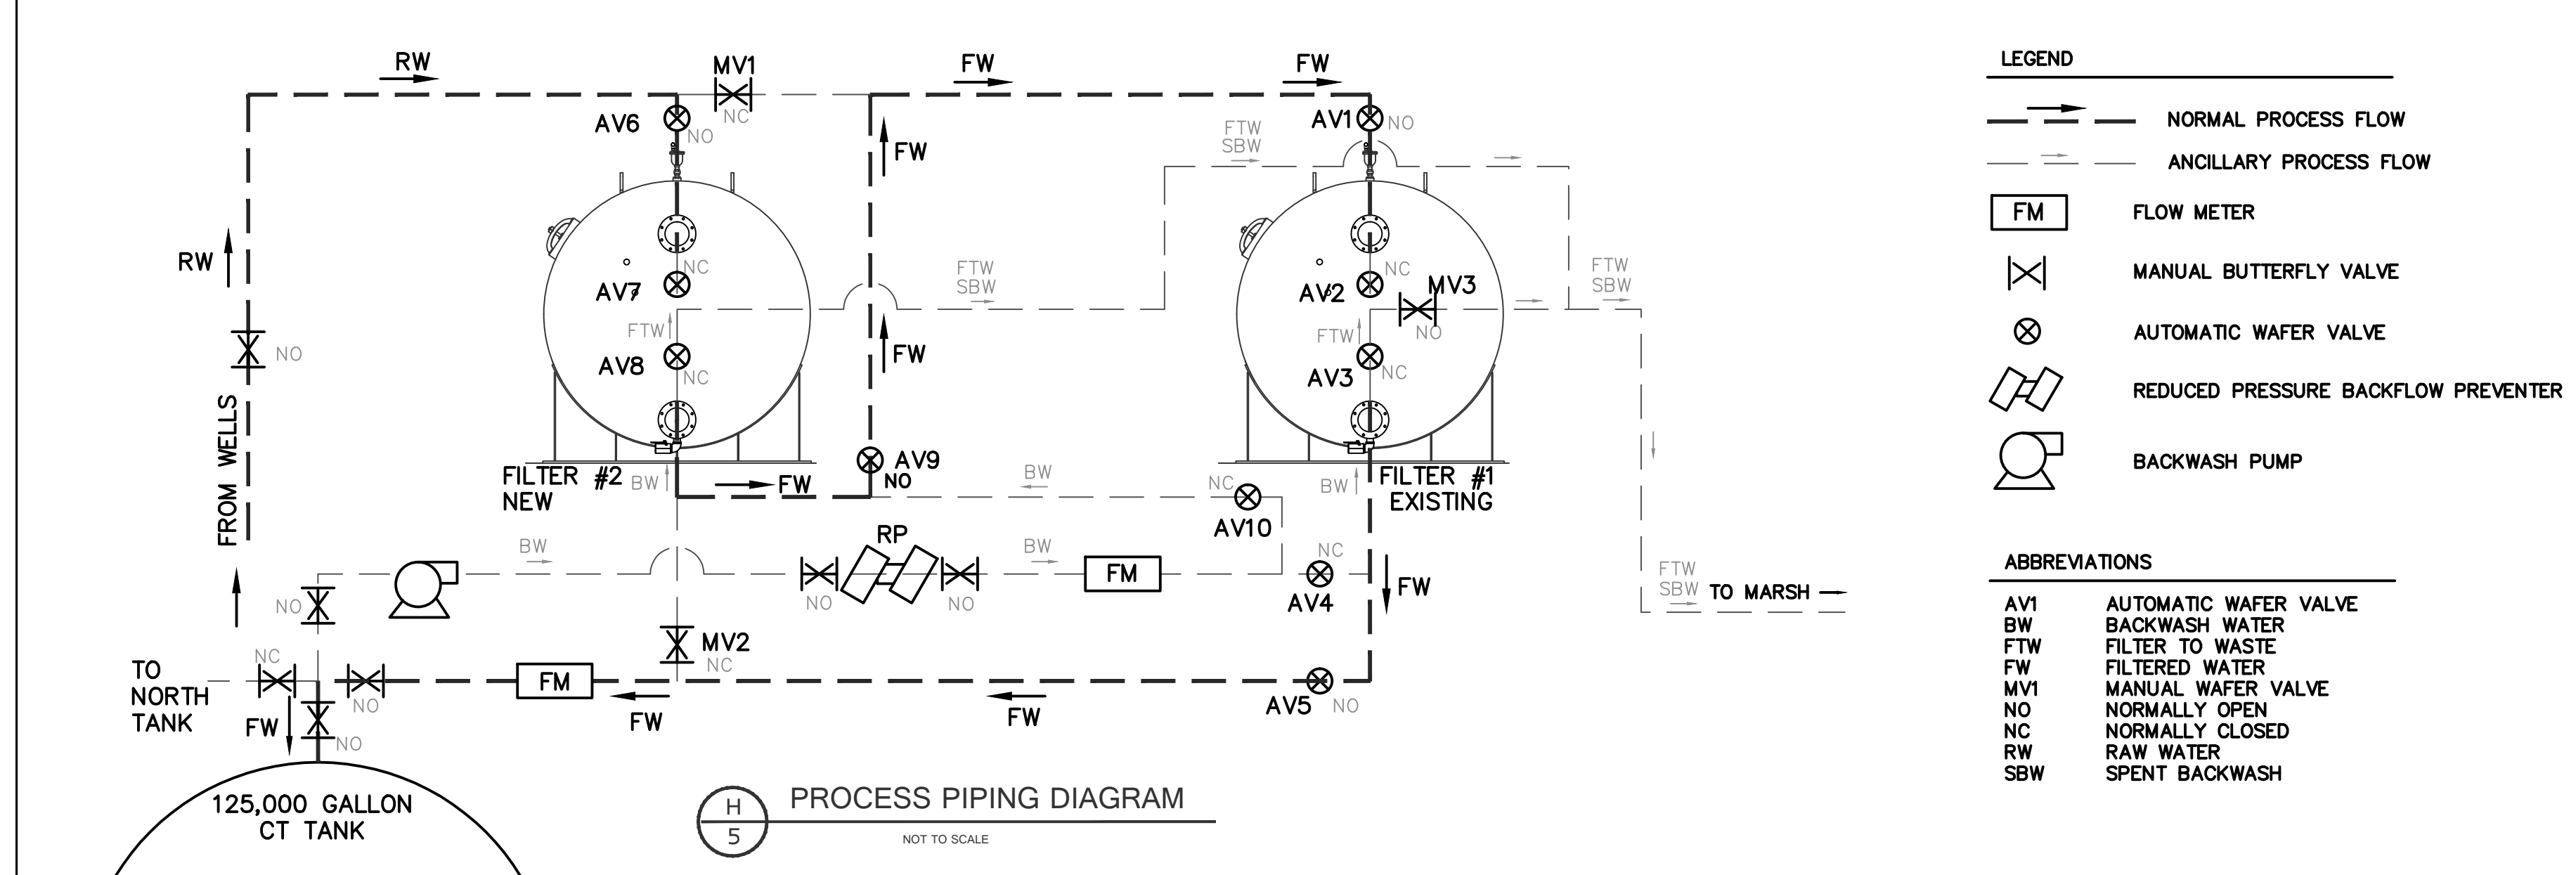 RW
MV1
NC
FW
FW
AV6
NO
FW
AV1
NO
FTW
SBW
RW
NC
AV7
FTW
SBW
NC
AV2
MV3
NO
FTW
SBW
NO
FTW
AV8
NC
FW
FTW
AV3
NC
FROM WELLS
FILTER #2
NEW
BW
FW
AV9
NO
BW
NC
AV10
BW
FILTER #1
EXISTING
BW
RP
NO
NO
BW
FM
NC
AV4
FW
NO
FTW
SBW
TO MARSH
MV2
NC
TO
NORTH
TANK
NC
FW
NO
NO
FM
FW
FW
AV5
NO
125,000 GALLON
CT TANK
H
5
PROCESS PIPING DIAGRAM
NOT TO SCALE
LEGEND
NORMAL PROCESS FLOW
ANCILLARY PROCESS FLOW
FM
FLOW METER
MANUAL BUTTERFLY VALVE
AUTOMATIC WAFER VALVE
REDUCED PRESSURE BACKFLOW PREVENTER
BACKWASH PUMP
ABBREVIATIONS
AV1 AUTOMATIC WAFER VALVE
BW BACKWASH WATER
FTW FILTER TO WASTE
FW FILTERED WATER
MV1 MANUAL WAFER VALVE
NO NORMALLY OPEN
NC NORMALLY CLOSED
RW RAW WATER
SBW SPENT BACKWASH